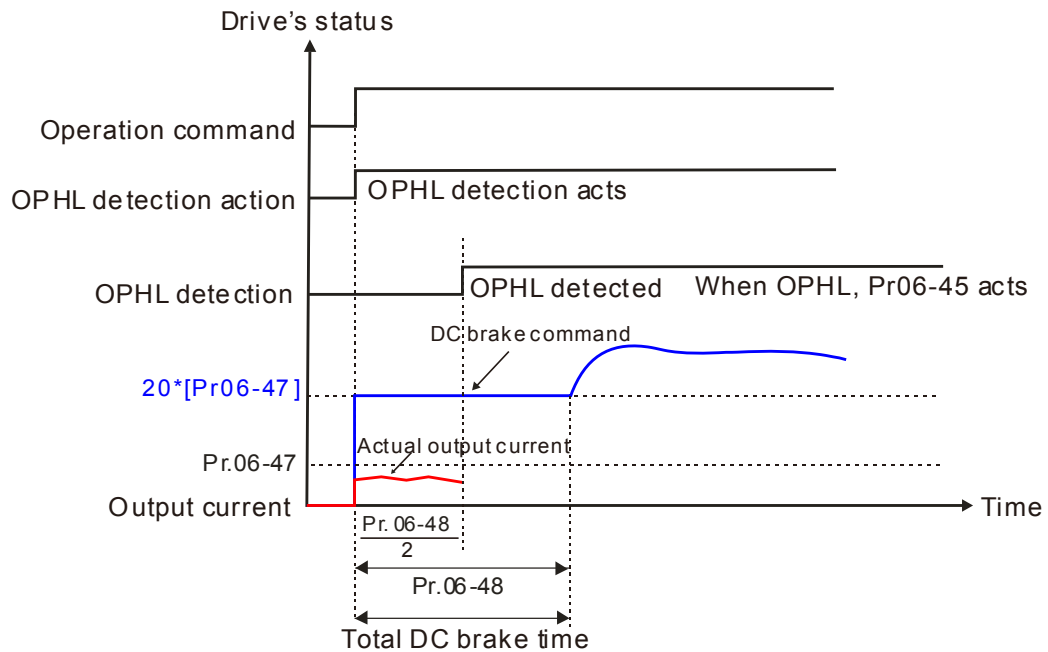 Drive's status
Operation command
OPHL detection action
OPHL detection acts
OPHL detection
OPHL detected
When OPHL, Pr06-45 acts
DC brake command
20*[Pr06-47]
Actual output current
Pr.06-47
Output current
Time
Pr. 06-48
2
Pr.06-48
Total DC brake time